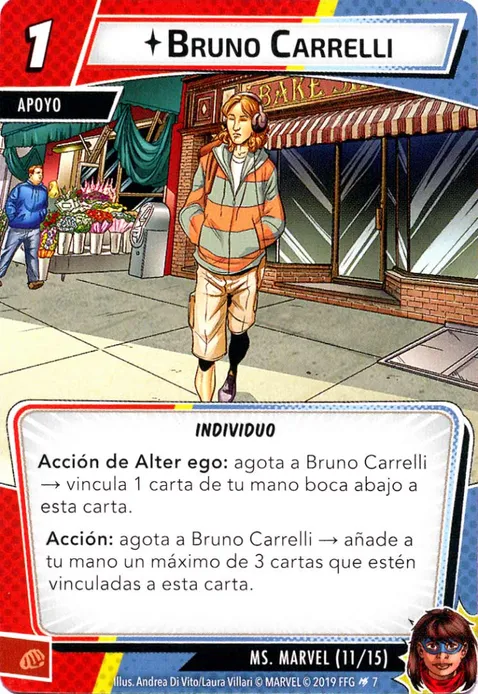 1
BRUNO CARRELLI
APOYO
BAKE
INDIVIDUO
Acción de Alter ego: agota a Bruno Carrelli
→ vincula 1 carta de tu mano boca abajo a
esta carta.
Acción: agota a Bruno Carrelli → añade a
tu mano un máximo de 3 cartas que estén
vinculadas a esta carta.
MS. MARVEL (11/15)
Illus. Andrea Di Vito/Laura Villari © MARVEL © 2019 FFG 7